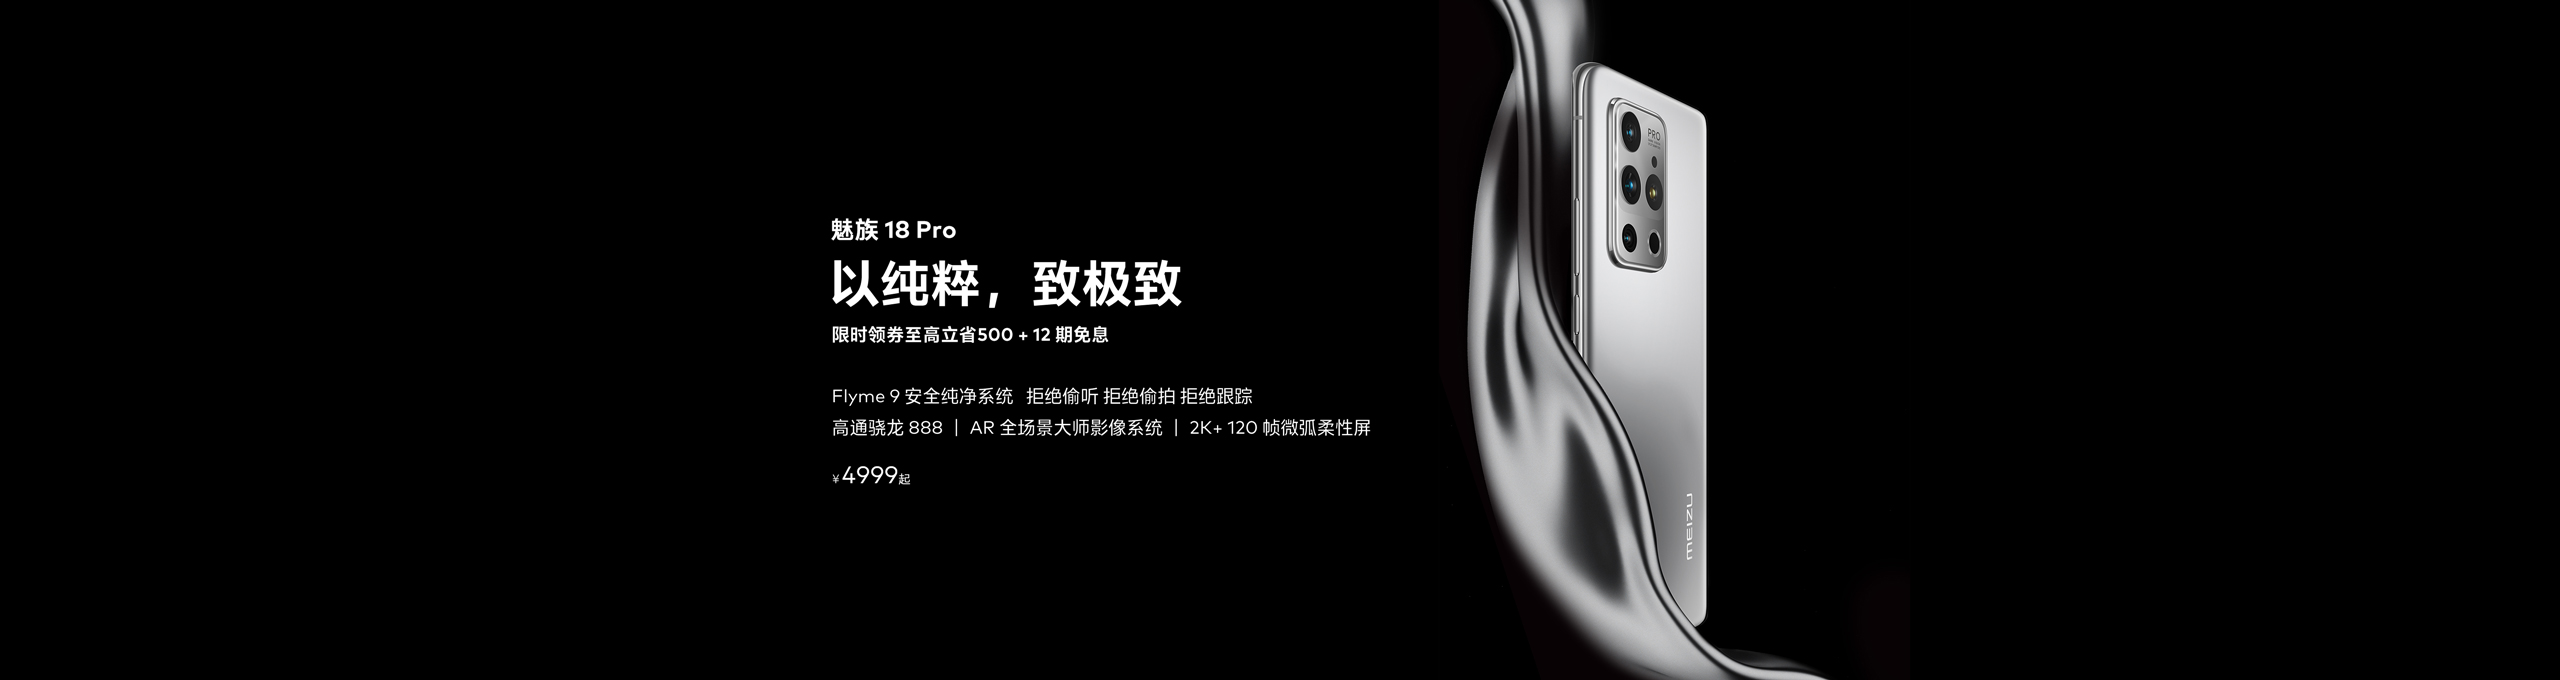 魅族 18 Pro
以纯粹，致极致
限时领券至高立省500 + 12 期免息
Flyme 9 安全纯净系统 拒绝偷听 拒绝偷拍 拒绝跟踪
高通骁龙 888 | AR 全场景大师影像系统 | 2K+ 120 帧微弧柔性屏
¥4999起
PRO
MEIZU